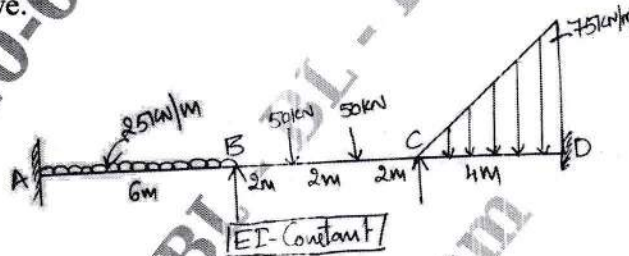 ve.
25kN/m
50kN 50kN
75kN/m
A B C D
6m 2m 2m 2m 4m
EI-Constant